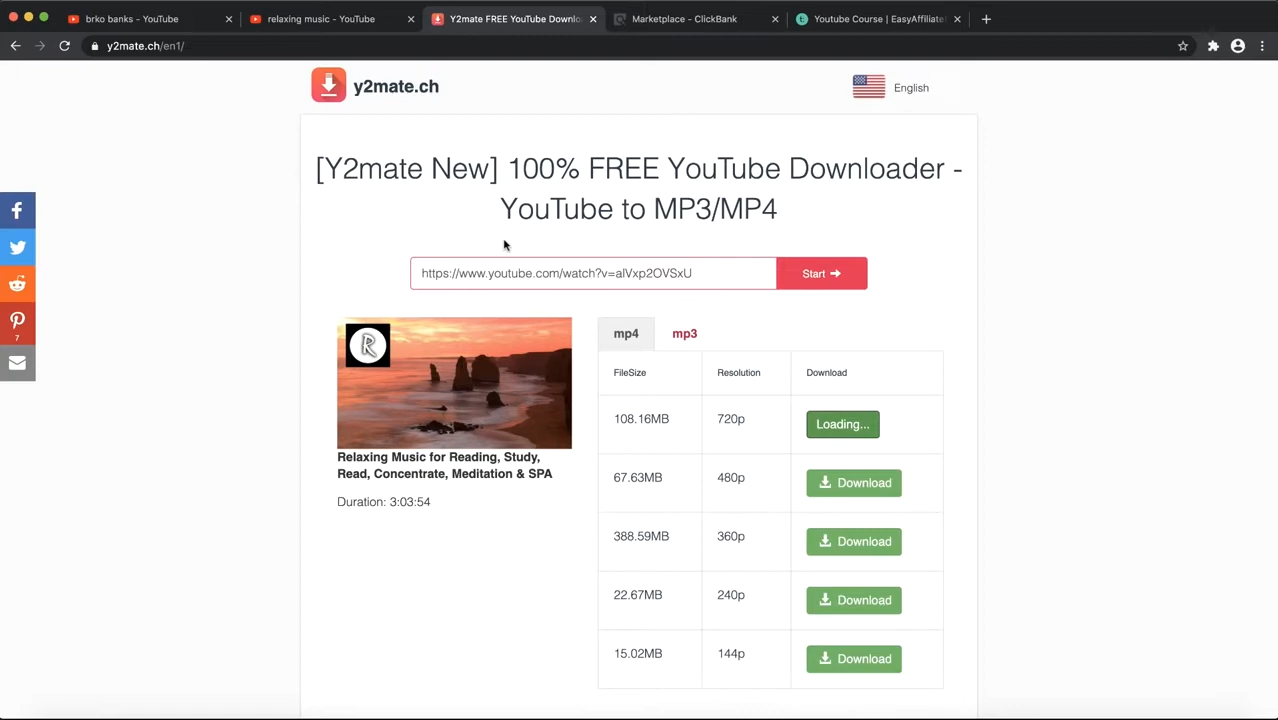 brko banks - YouTube
relaxing music - YouTube
Y2mate FREE YouTube Downlo
Marketplace - ClickBank
Youtube Course | EasyAffiliate
y2mate.ch/en1/
y2mate.ch
English
[Y2mate New] 100% FREE YouTube Downloader -
YouTube to MP3/MP4
https://www.youtube.com/watch?v=alVxp2OVSxU
Start
R
Relaxing Music for Reading, Study,
Read, Concentrate, Meditation & SPA
Duration: 3:03:54
mp4 mp3
FileSize Resolution Download
108.16MB 720p Loading...
67.63MB 480p Download
388.59MB 360p Download
22.67MB 240p Download
15.02MB 144p Download
7